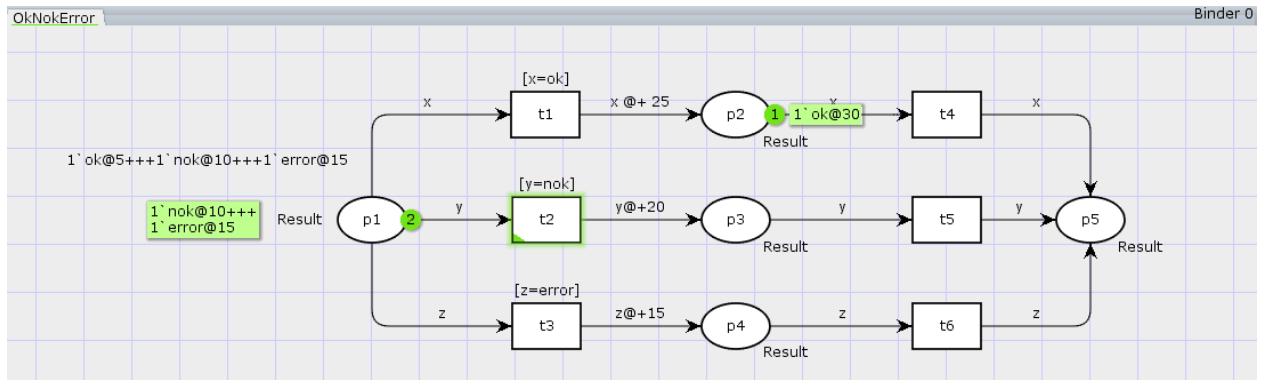 OkNokError
Binder 0
[x=ok]
x
t1
x @+ 25
p2
1
1`ok@30
x
t4
x
Result
1`ok@5+++1`nok@10+++1`error@15
[y=nok]
1`nok@10+++
1`error@15
Result
p1
2
y
t2
y@+20
p3
y
t5
y
p5
Result
Result
[z=error]
z
t3
z@+15
p4
z
t6
z
Result